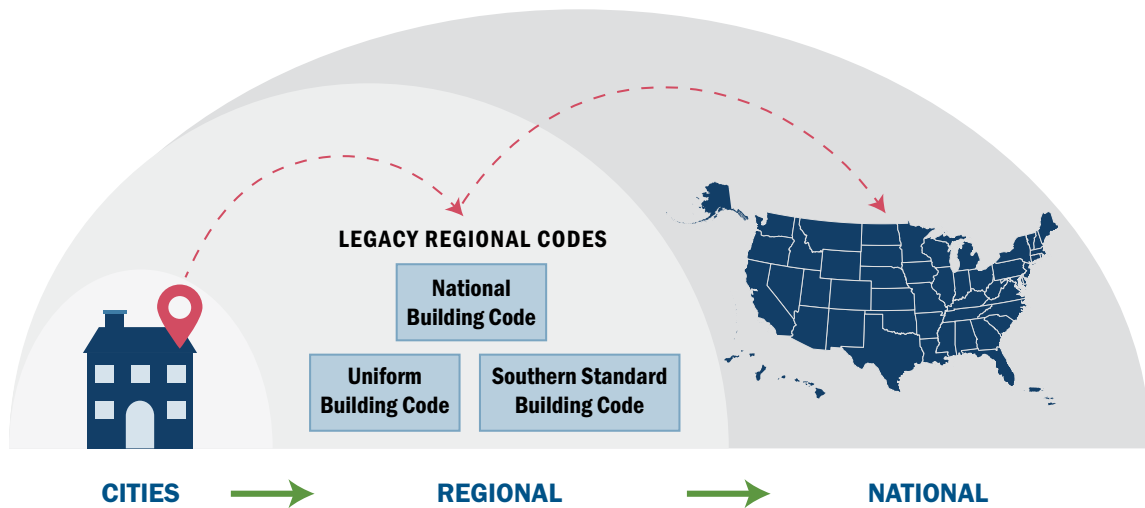 LEGACY REGIONAL CODES
National
Building Code
Uniform
Building Code
Southern Standard
Building Code
CITIES
REGIONAL
NATIONAL